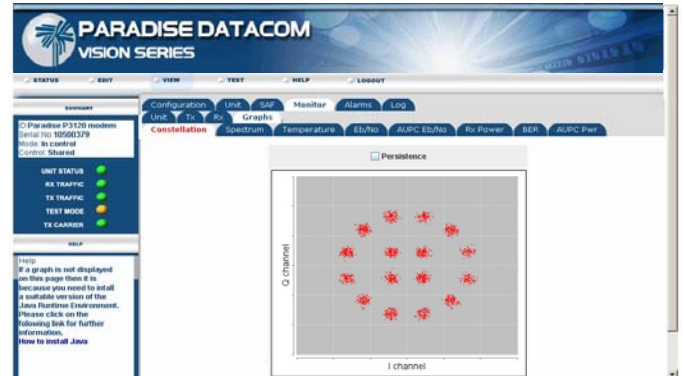 PARADISE DATACOM
VISION SERIES
STATUS EDIT VIEW TEST HELP LOGOUT
SUMMARY
ID Paradise P3120 modem
Serial No 10500379
Mode: In control
Control: Shared
UNIT STATUS
RX TRAFFIC
TX TRAFFIC
TEST MODE
TX CARRIER
HELP
Help
If a graph is not displayed
on this page then it is
because you need to intall
a suitable version of the
Java Runtime Environment.
Please click on the
folowing link for further
information.
How to install Java
Configuration Unit SAF Monitor Alarms Log
Unit Tx Rx Graphs
Constellation Spectrum Temperature Eb/No AUPC Eb/No Rx Power BER AUPC Pwr
Persistence
Q channel
I channel